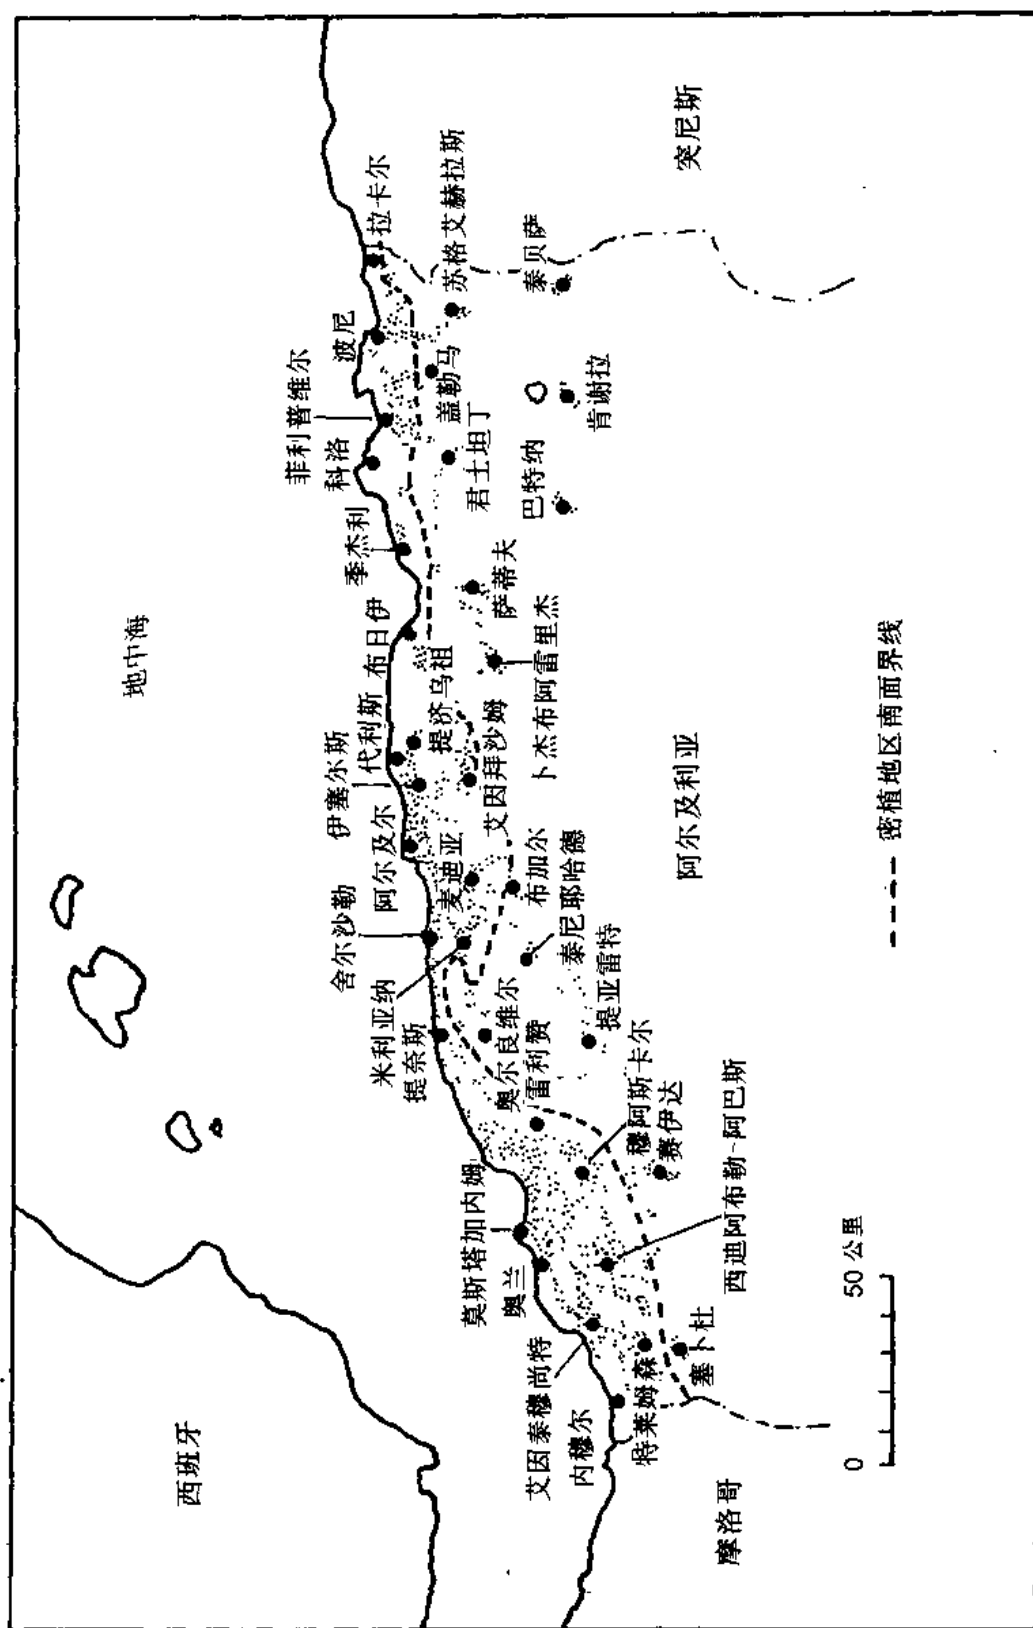 西班牙
地中海
突尼斯
摩洛哥
阿尔及利亚
内穆尔
艾因泰穆尚特
特莱姆森
塞卜杜
奥兰
莫斯塔加内姆
西迪阿布勒-阿巴斯
穆阿斯卡尔
赛伊达
雷利赞
奥尔良维尔
提奈斯
米利亚纳
舍尔沙勒
提亚雷特
泰尼耶哈德
布加尔
麦迪亚
阿尔及尔
伊塞尔斯
代利斯
艾因拜沙姆
提济乌祖
布日伊
卜杰布阿雷里杰
萨蒂夫
季杰利
科洛
菲利普维尔
君士坦丁
巴特纳
肯谢拉
盖勒马
波尼
拉卡尔
苏格艾赫拉斯
泰贝萨
密植地区南面界线
0
50 公里